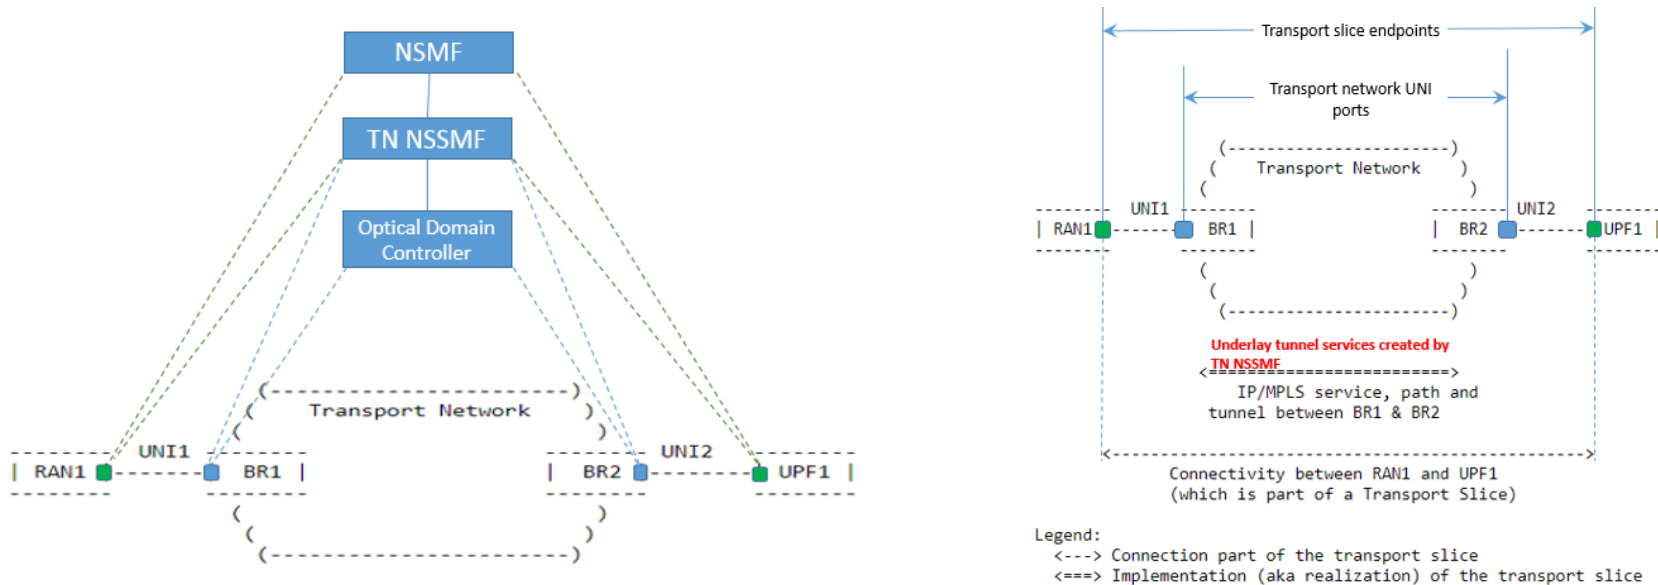 NSMF
TN NSSMF
Optical Domain
Controller
Transport Network
UNI1
UNI2
| RAN1
BR1 |
| BR2
UPF1 |
Transport slice endpoints
Transport network UNI
ports
(-----------------------)
Transport Network
UNI1
UNI2
| RAN1
BR1 |
| BR2
UPF1 |
(-----------------------)
Underlay tunnel services created by
TN NSSMF
<=========================>
IP/MPLS service, path and
tunnel between BR1 & BR2
Connectivity between RAN1 and UPF1
(which is part of a Transport Slice)
Legend:
<---> Connection part of the transport slice
<===> Implementation (aka realization) of the transport slice